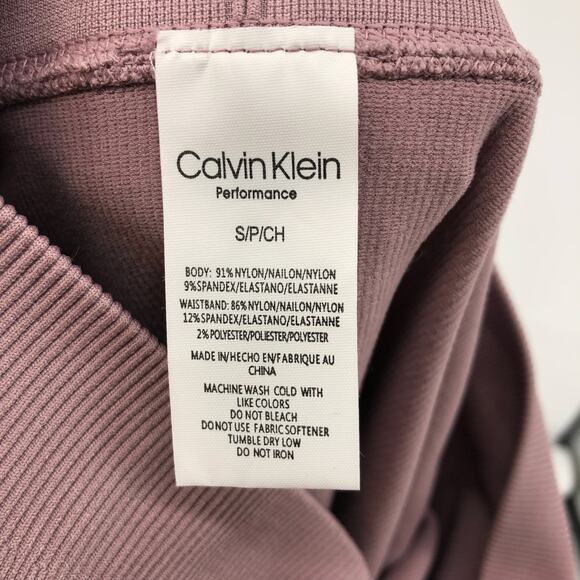 Calvin Klein
Performance
S/P/CH
BODY: 91% NYLON/NAILON/NYLON
9% SPANDEX/ELASTANO/ELASTANNE
WAISTBAND: 86% NYLON/NAILON/NYLON
12% SPANDEX/ELASTANO/ELASTANNE
2% POLYESTER/POLIESTER/POLYESTER
MADE IN/HECHO EN/FABRIQUE AU
CHINA
MACHINE WASH COLD WITH
LIKE COLORS
DO NOT BLEACH
DO NOT USE FABRIC SOFTENER
TUMBLE DRY LOW
DO NOT IRON